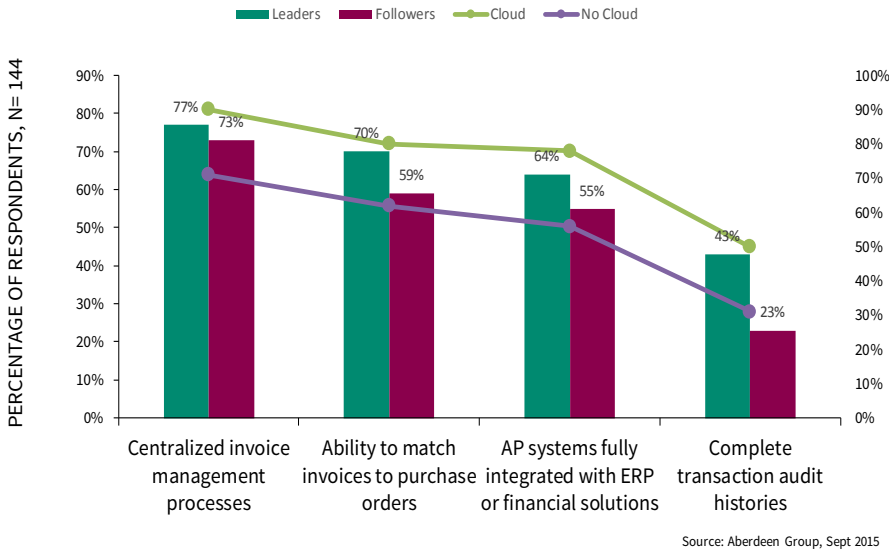 Leaders Followers Cloud No Cloud
PERCENTAGE OF RESPONDENTS, N= 144
90%
80%
70%
60%
50%
40%
30%
20%
10%
0%
100%
90%
80%
70%
60%
50%
40%
30%
20%
10%
0%
77%
73%
70%
59%
64%
55%
43%
23%
Centralized invoice
management
processes
Ability to match
invoices to purchase
orders
AP systems fully
integrated with ERP
or financial solutions
Complete
transaction audit
histories
Source: Aberdeen Group, Sept 2015